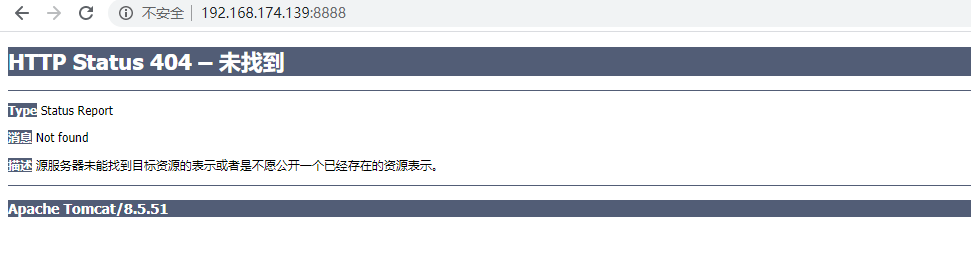 不安全 | 192.168.174.139:8888
HTTP Status 404 – 未找到
Type Status Report
消息 Not found
描述 源服务器未能找到目标资源的表示或者是不愿公开一个已经存在的资源表示。
Apache Tomcat/8.5.51